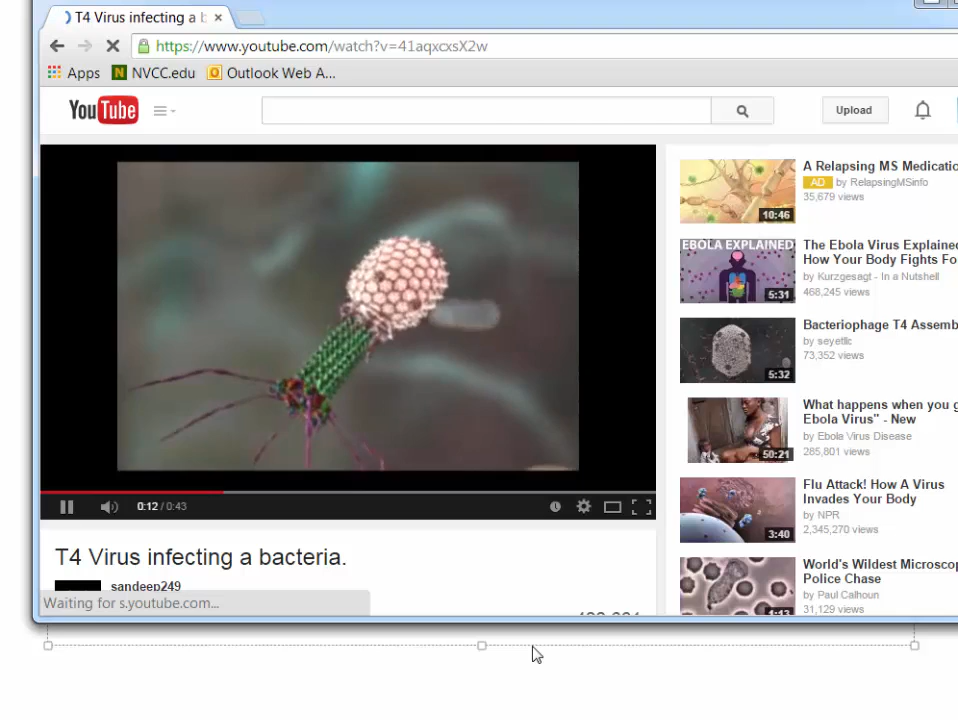 T4 Virus infecting a b
https://www.youtube.com/watch?v=41aqxcxsX2w
Apps NVCC.edu Outlook Web A...
YouTube Upload
A Relapsing MS Medicatio
AD by RelapsingMSinfo
35,679 views
10:46
EBOLA EXPLAINED
The Ebola Virus Explained
How Your Body Fights Fo
by Kurzgesagt - In a Nutshell
468,245 views
5:31
Bacteriophage T4 Assemb
by seyetllc
73,352 views
5:32
What happens when you g
Ebola Virus" - New
by Ebola Virus Disease
285,801 views
50:21
Flu Attack! How A Virus
Invades Your Body
by NPR
2,345,270 views
3:40
World's Wildest Microscop
Police Chase
by Paul Calhoun
31,129 views
1:13
0:12 / 0:43
T4 Virus infecting a bacteria.
sandeep249
Waiting for s.youtube.com...